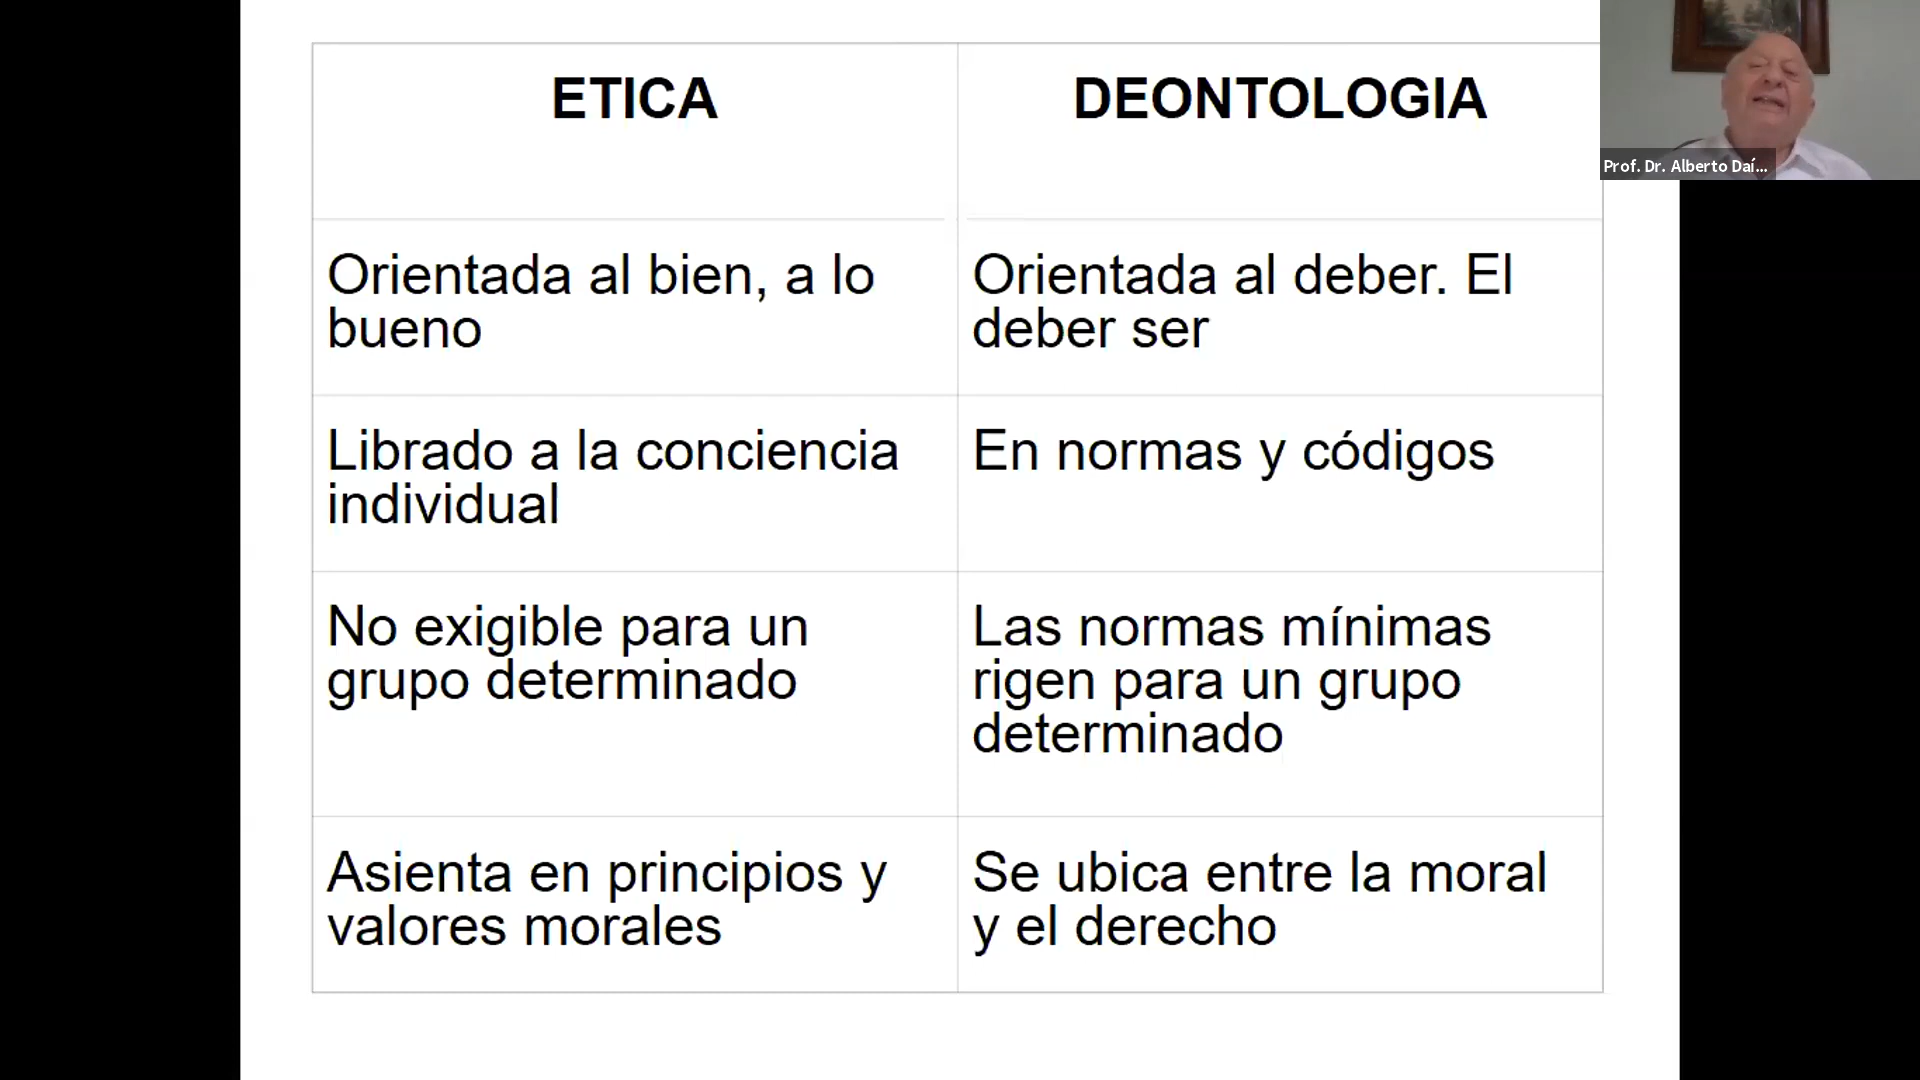 ETICA
DEONTOLOGIA
Orientada al bien, a lo
bueno
Orientada al deber. El
deber ser
Librado a la conciencia
individual
En normas y códigos
No exigible para un
grupo determinado
Las normas mínimas
rigen para un grupo
determinado
Asienta en principios y
valores morales
Se ubica entre la moral
y el derecho
Prof. Dr. Alberto Daí...